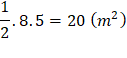 1/2 . 8.5 = 20 (m²)